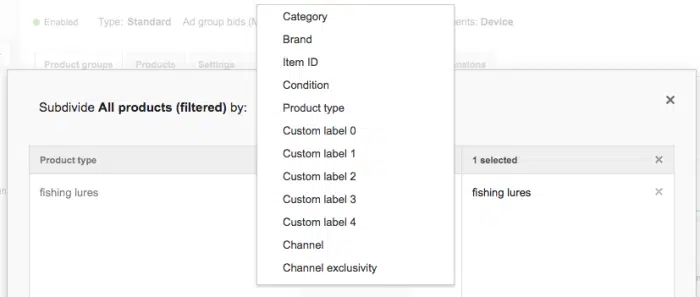 Enabled Type: Standard Ad group bids (M ents: Device
Product groups Products Settings ensions
Subdivide All products (filtered) by:
Category
Brand
Item ID
Condition
Product type
Custom label 0
Custom label 1
Custom label 2
Custom label 3
Custom label 4
Channel
Channel exclusivity
Product type
fishing lures
1 selected
fishing lures